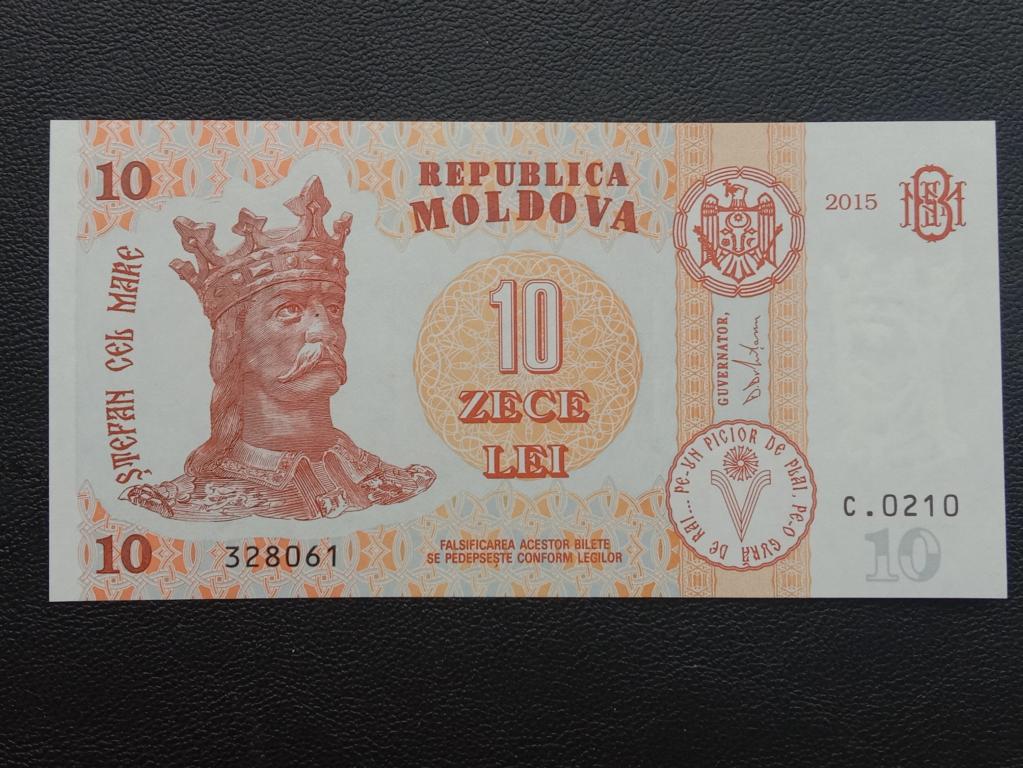 10
ȘTEFAN CEL MARE
10
328061
REPUBLICA
MOLDOVA
10
ZECE
LEI
FALSIFICAREA ACESTOR BILETE
SE PEDEPSEȘTE CONFORM LEGILOR
GUVERNATOR,
PE-UN PICIOR DE PLAI, PE-O GURĂ DE RAI...
2015
BNM
C.0210
10